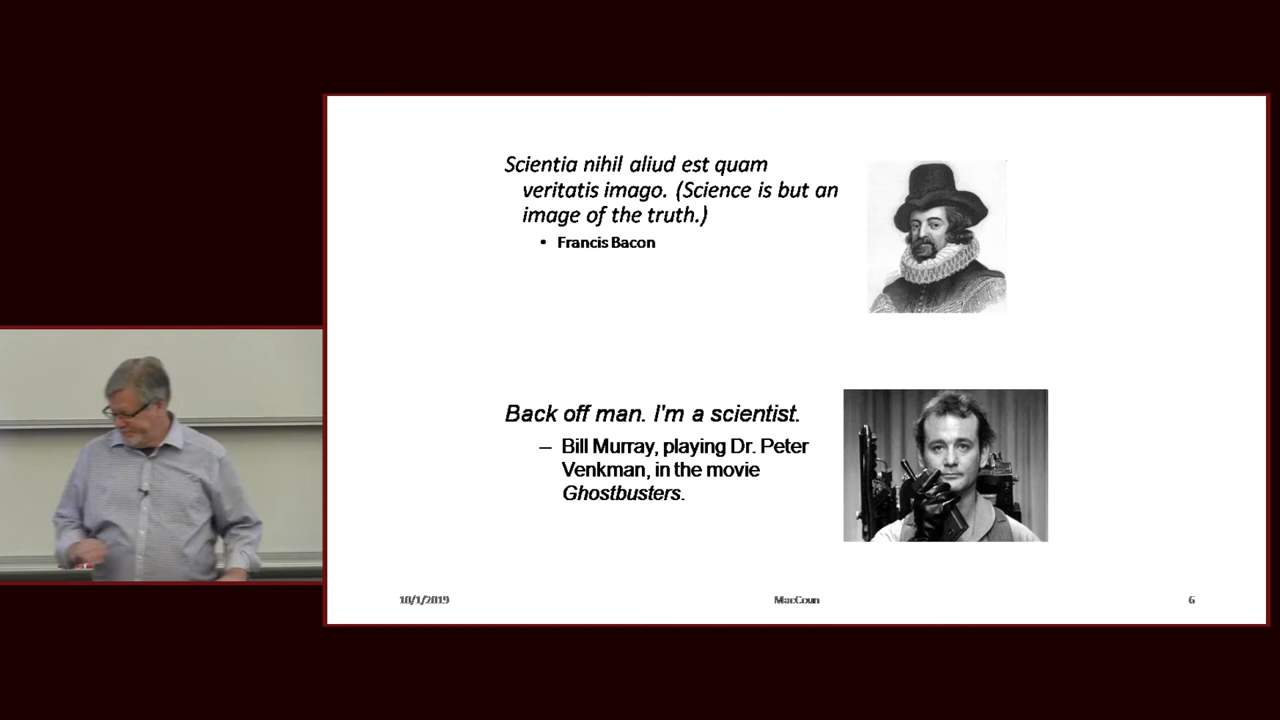 Scientia nihil aliud est quam
veritatis imago. (Science is but an
image of the truth.)
• Francis Bacon
Back off man. I'm a scientist.
– Bill Murray, playing Dr. Peter
Venkman, in the movie
Ghostbusters.
10/1/2019 MacCoun 6